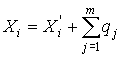 X_i = X_i' + \sum_{j=1}^{m} q_j